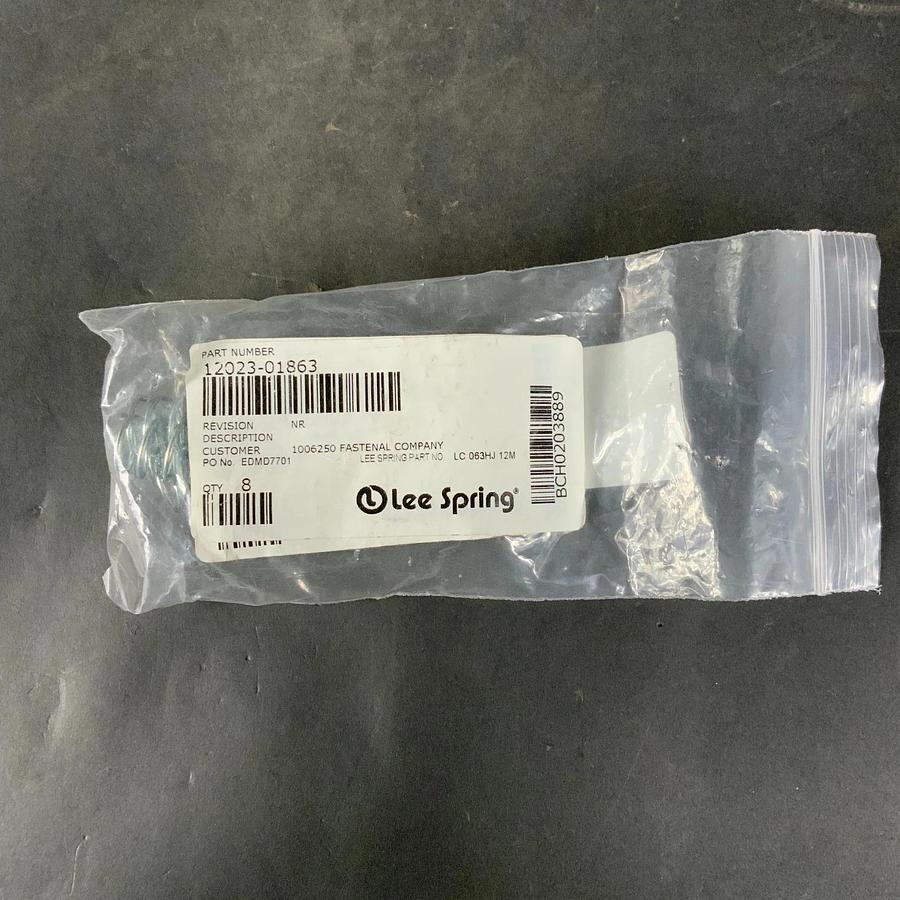 PART NUMBER
12023-01863
REVISION NR
DESCRIPTION
CUSTOMER 1006250 FASTENAL COMPANY
PO No. EDMD7701 LEE SPRING PART NO. LC 063HJ 12M
QTY 8
Lee Spring®
BCH0203889